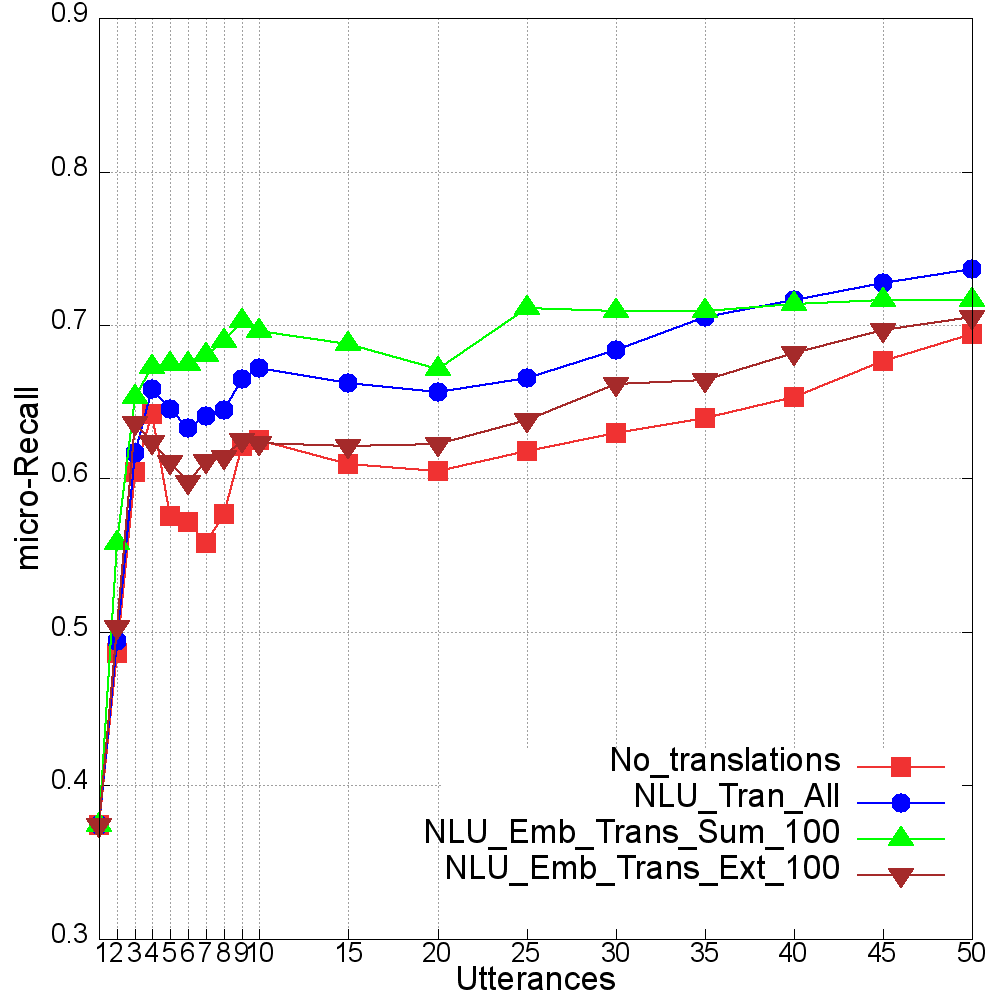 0.9
0.8
0.7
0.6
0.5
0.4
0.3
micro-Recall
No_translations
NLU_Tran_All
NLU_Emb_Trans_Sum_100
NLU_Emb_Trans_Ext_100
1 2 3 4 5 6 7 8 9 10 15 20 25 30 35 40 45 50
Utterances